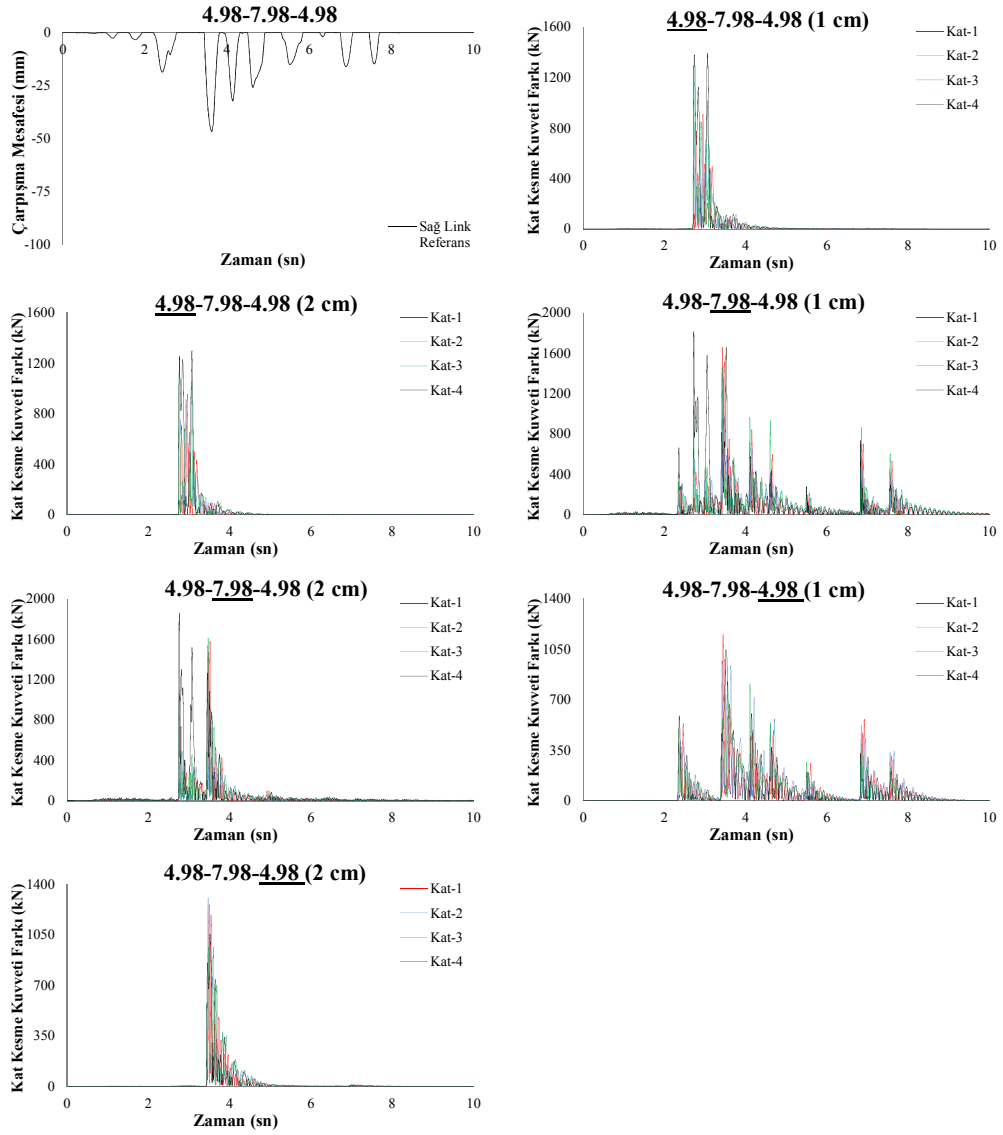 4.98-7.98-4.98
Çarpışma Mesafesi (mm)
0
-25
-50
-75
-100
0 2 4 6 8 10
Sağ Link
Referans
Zaman (sn)
4.98-7.98-4.98 (1 cm)
Kat Kesme Kuvveti Farkı (kN)
1600
1200
800
400
0
Kat-1
Kat-2
Kat-3
Kat-4
0 2 4 6 8 10
Zaman (sn)
4.98-7.98-4.98 (2 cm)
Kat Kesme Kuvveti Farkı (kN)
1600
1200
800
400
0
Kat-1
Kat-2
Kat-3
Kat-4
0 2 4 6 8 10
Zaman (sn)
4.98-7.98-4.98 (1 cm)
Kat Kesme Kuvveti Farkı (kN)
2000
1600
1200
800
400
0
Kat-1
Kat-2
Kat-3
Kat-4
0 2 4 6 8 10
Zaman (sn)
4.98-7.98-4.98 (2 cm)
Kat Kesme Kuvveti Farkı (kN)
2000
1600
1200
800
400
0
Kat-1
Kat-2
Kat-3
Kat-4
0 2 4 6 8 10
Zaman (sn)
4.98-7.98-4.98 (1 cm)
Kat Kesme Kuvveti Farkı (kN)
1400
1050
700
350
0
Kat-1
Kat-2
Kat-3
Kat-4
0 2 4 6 8 10
Zaman (sn)
4.98-7.98-4.98 (2 cm)
Kat Kesme Kuvveti Farkı (kN)
1400
1050
700
350
0
Kat-1
Kat-2
Kat-3
Kat-4
0 2 4 6 8 10
Zaman (sn)